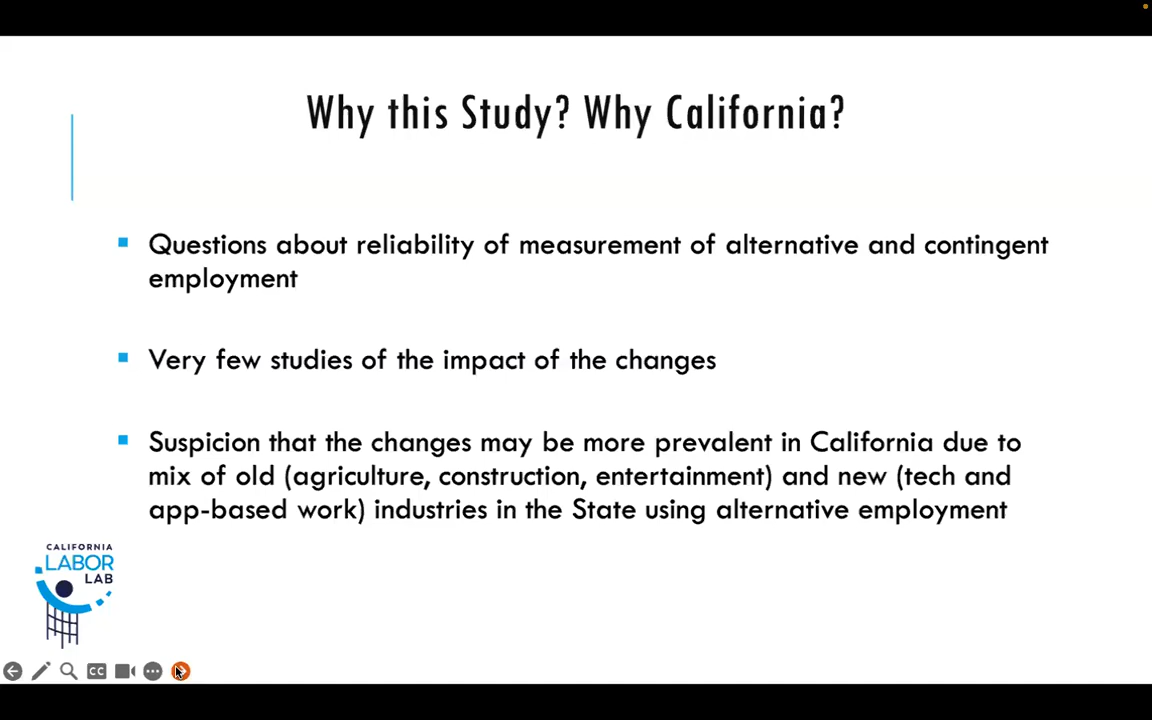 Why this Study? Why California?
Questions about reliability of measurement of alternative and contingent
employment
Very few studies of the impact of the changes
Suspicion that the changes may be more prevalent in California due to
mix of old (agriculture, construction, entertainment) and new (tech and
app-based work) industries in the State using alternative employment
CALIFORNIA
LABOR
LAB
CC